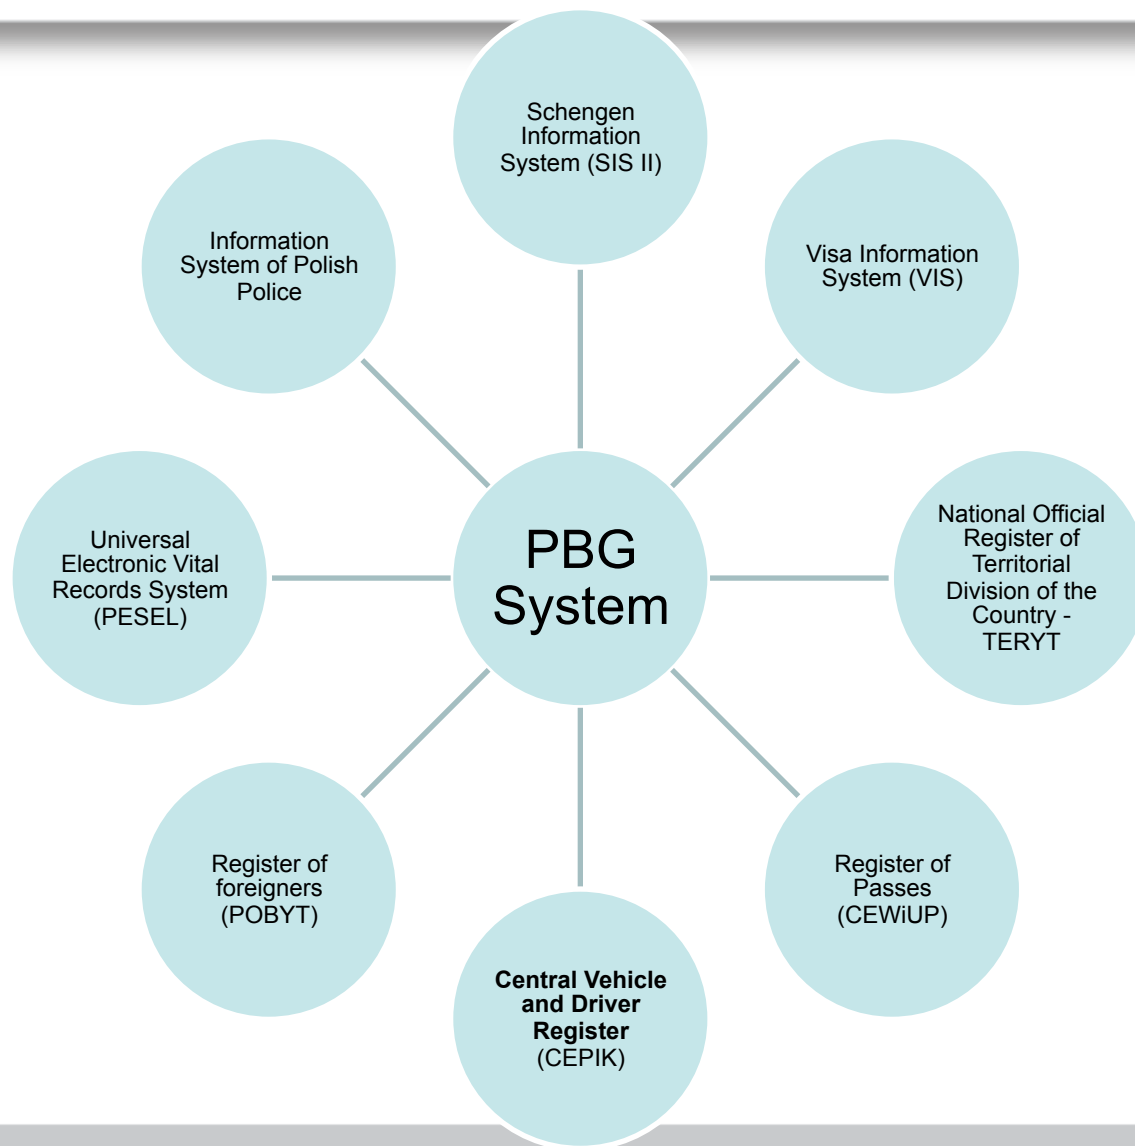 Schengen
Information
System (SIS II)
Information
System of Polish
Police
Visa Information
System (VIS)
Universal
Electronic Vital
Records System
(PESEL)
PBG
System
National Official
Register of
Territorial
Division of the
Country -
TERYT
Register of
foreigners
(POBYT)
Register of
Passes
(CEWiUP)
Central Vehicle
and Driver
Register
(CEPIK)